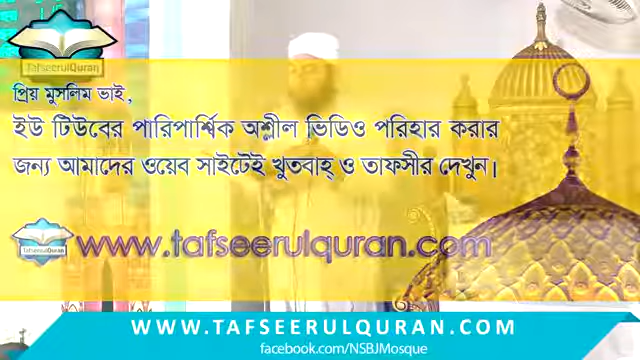 TafseerulQuran
প্রিয় মুসলিম ভাই,
ইউ টিউবের পারিপার্শ্বিক অশ্লীল ভিডিও পরিহার করার
জন্য আমাদের ওয়েব সাইটেই খুতবাহ্ ও তাফসীর দেখুন।
www.tafseerulquran.com
WWW.TAFSEERULQURAN.COM
facebook.com/NSBJMosque